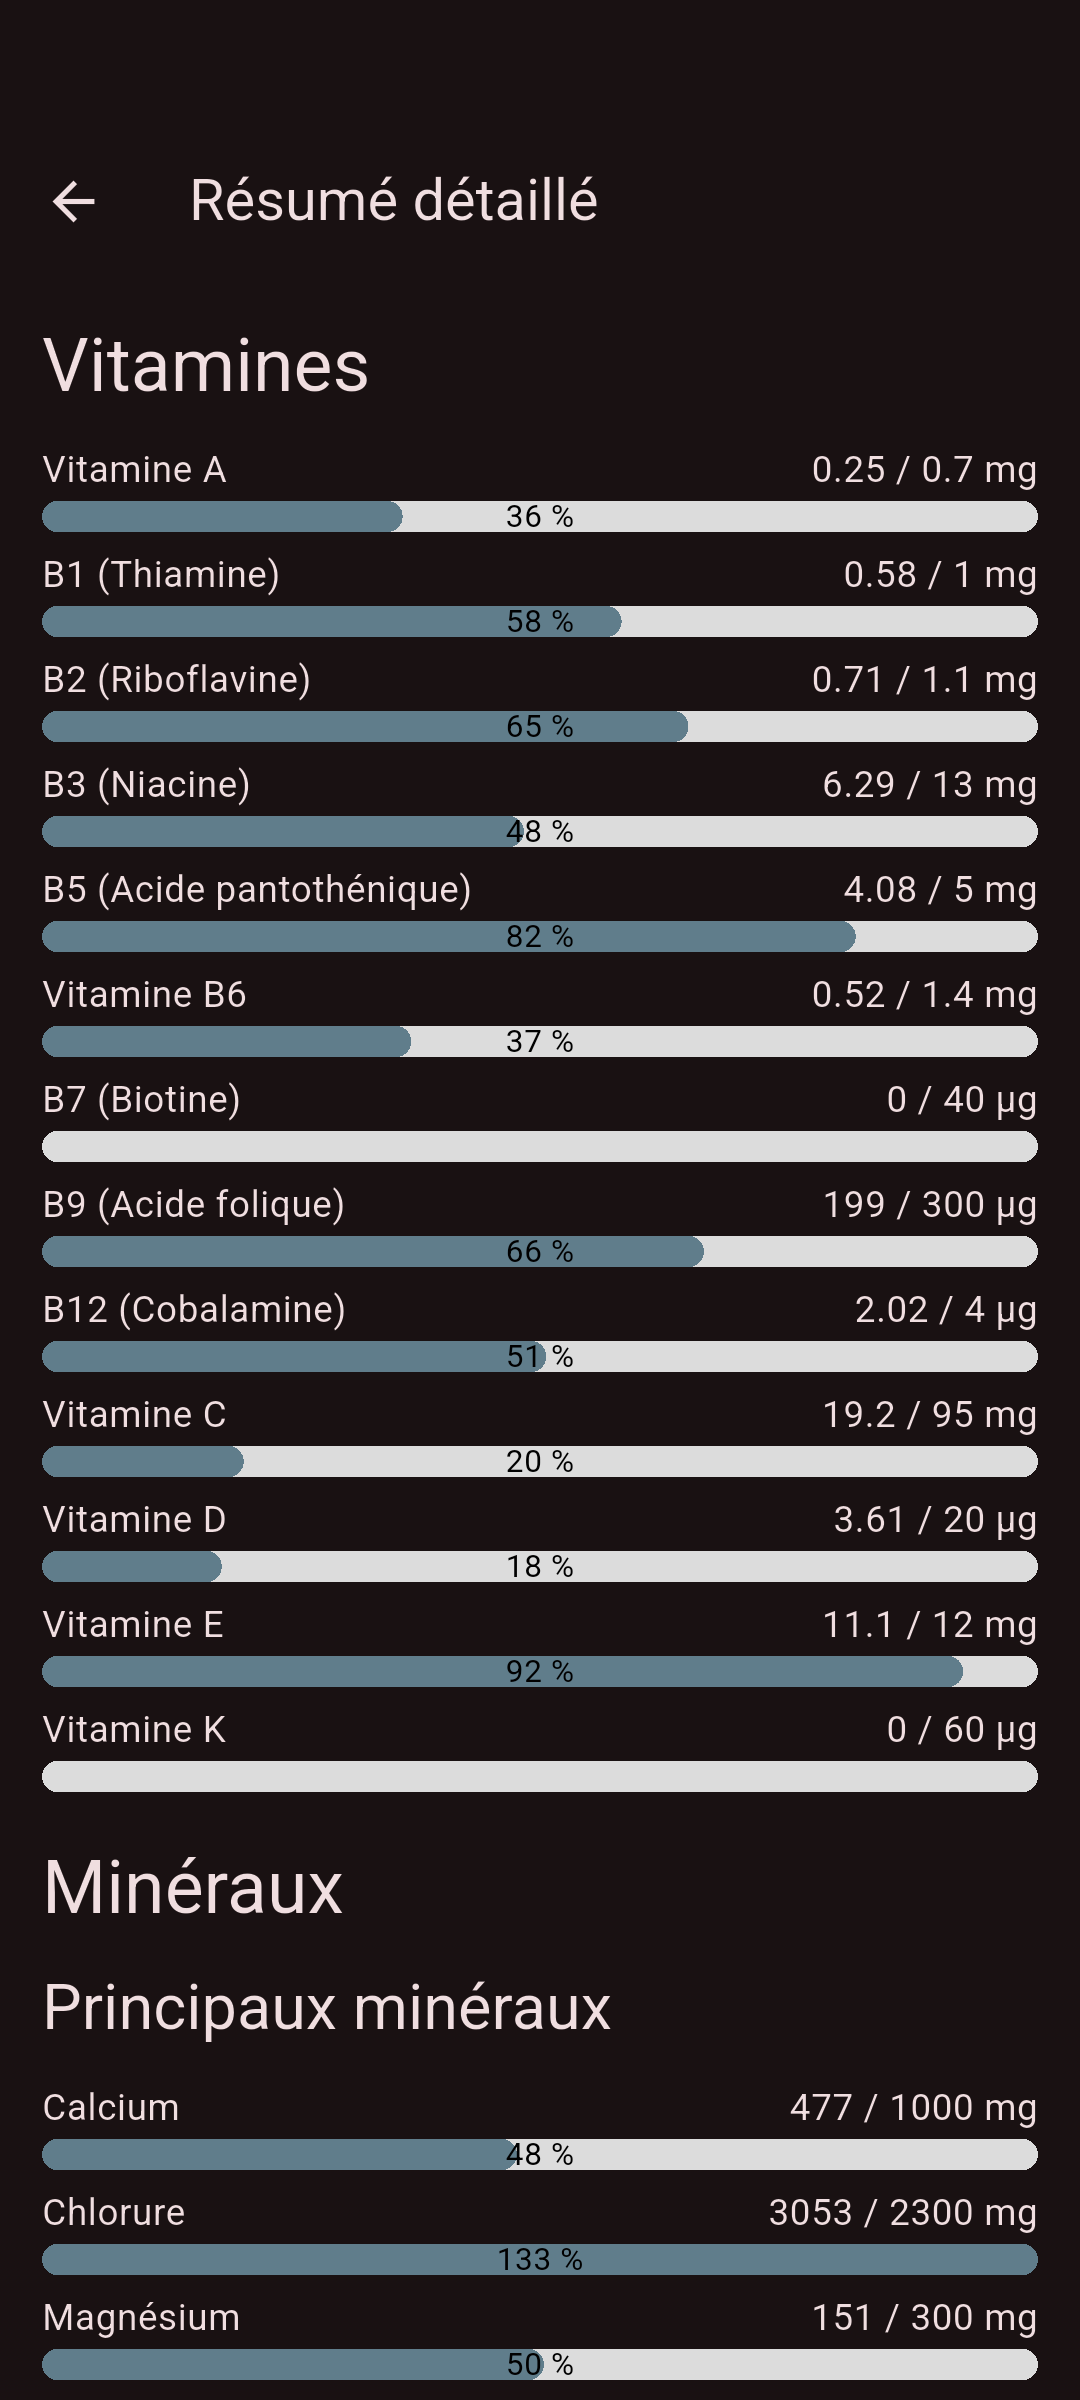 Résumé détaillé
Vitamines
Vitamine A 0.25 / 0.7 mg
36 %
B1 (Thiamine) 0.58 / 1 mg
58 %
B2 (Riboflavine) 0.71 / 1.1 mg
65 %
B3 (Niacine) 6.29 / 13 mg
48 %
B5 (Acide pantothénique) 4.08 / 5 mg
82 %
Vitamine B6 0.52 / 1.4 mg
37 %
B7 (Biotine) 0 / 40 µg
B9 (Acide folique) 199 / 300 µg
66 %
B12 (Cobalamine) 2.02 / 4 µg
51 %
Vitamine C 19.2 / 95 mg
20 %
Vitamine D 3.61 / 20 µg
18 %
Vitamine E 11.1 / 12 mg
92 %
Vitamine K 0 / 60 µg
Minéraux
Principaux minéraux
Calcium 477 / 1000 mg
48 %
Chlorure 3053 / 2300 mg
133 %
Magnésium 151 / 300 mg
50 %